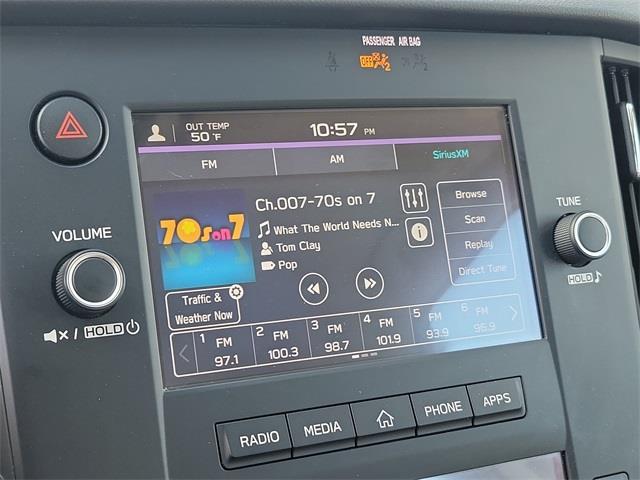 PASSENGER AIR BAG
OFF 2
2
OUT TEMP
50 °F
10:57 PM
FM
AM
SiriusXM
70s on 7
Ch.007-70s on 7
What The World Needs N...
Tom Clay
Pop
Browse
Scan
Replay
Direct Tune
Traffic &
Weather Now
1 FM 97.1
2 FM 100.3
3 FM 98.7
4 FM 101.9
5 FM 93.9
6 FM 95.9
VOLUME
/ HOLD
TUNE
HOLD
RADIO
MEDIA
PHONE
APPS